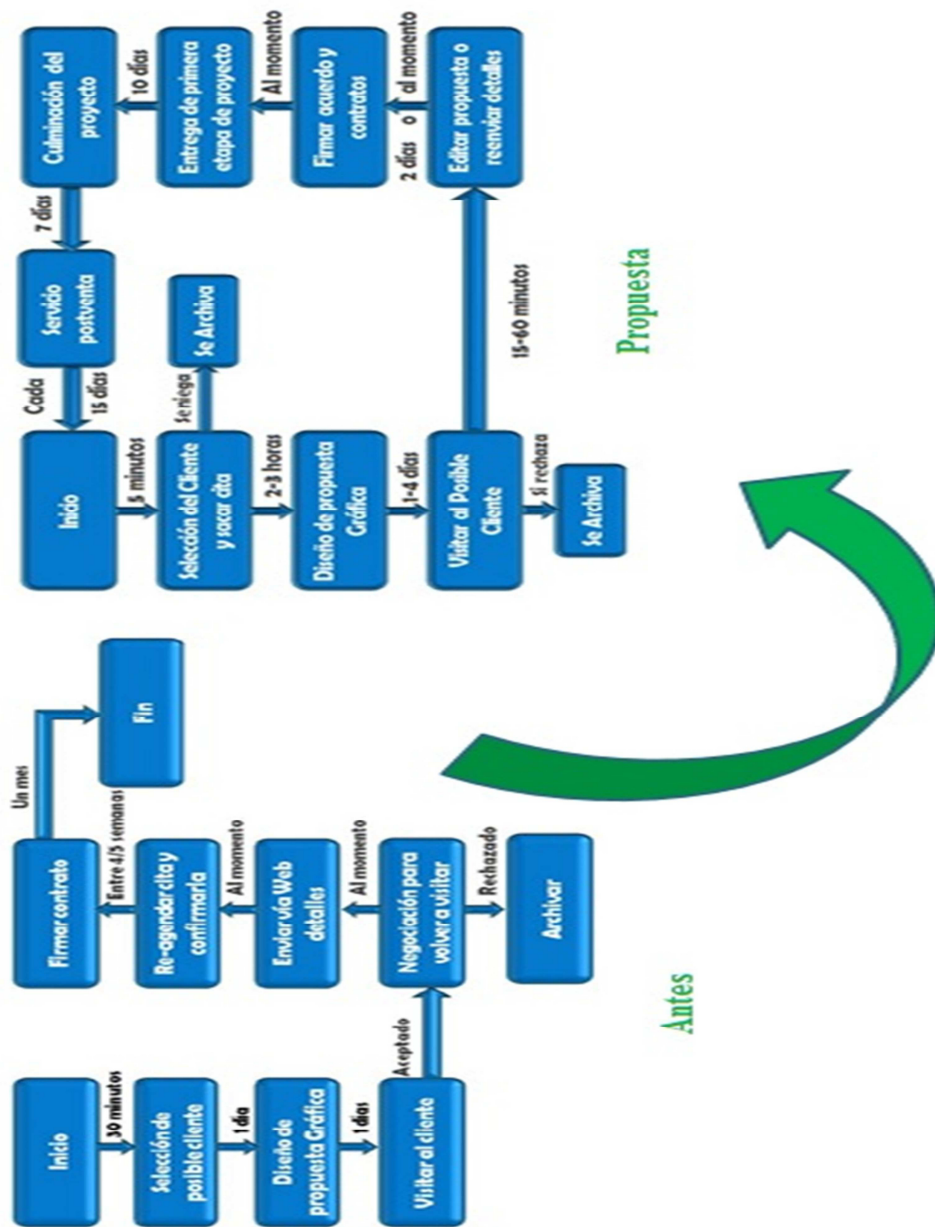 Inicio
30 minutos
Selección de
posible cliente
1 dia
Diseño de
propuesta Gráfica
1 días
Visitar al cliente
Aceptado
Negociación para
volver a visitar
Rechazado
Archivar
Al momento
Enviar vía Web
detalles
Al momento
Re-agendar cita y
confirmarla
Entre 4/5 semanas
Firmar contrato
Un mes
Fin
Antes
Inicio
5 minutos
Selección del Cliente
y sacar cita
Se niega
Se Archiva
2-3 horas
Diseño de propuesta
Gráfica
1-4 días
Visitar al Posible
Cliente
Si rechaza
Se Archiva
15-60 minutos
Editar propuesta o
reenviar detalles
2 días o al momento
Firmar acuerdo y
contratos
Al momento
Entrega de primera
etapa de proyecto
10 días
Culminación del
proyecto
7 días
Servicio
postventa
Cada
15 días
Propuesta